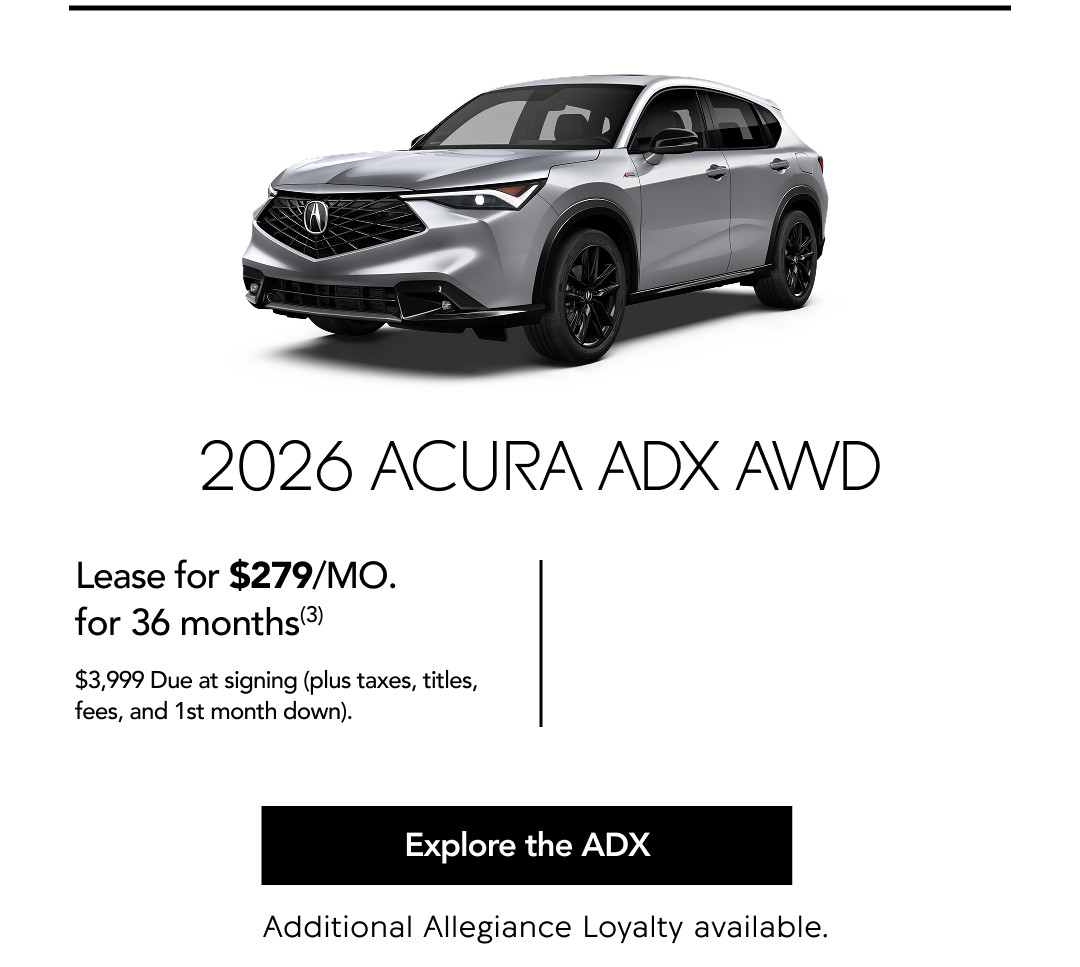 2026 ACURA ADX AWD
Lease for $279/MO.
for 36 months(3)
$3,999 Due at signing (plus taxes, titles,
fees, and 1st month down).
Explore the ADX
Additional Allegiance Loyalty available.